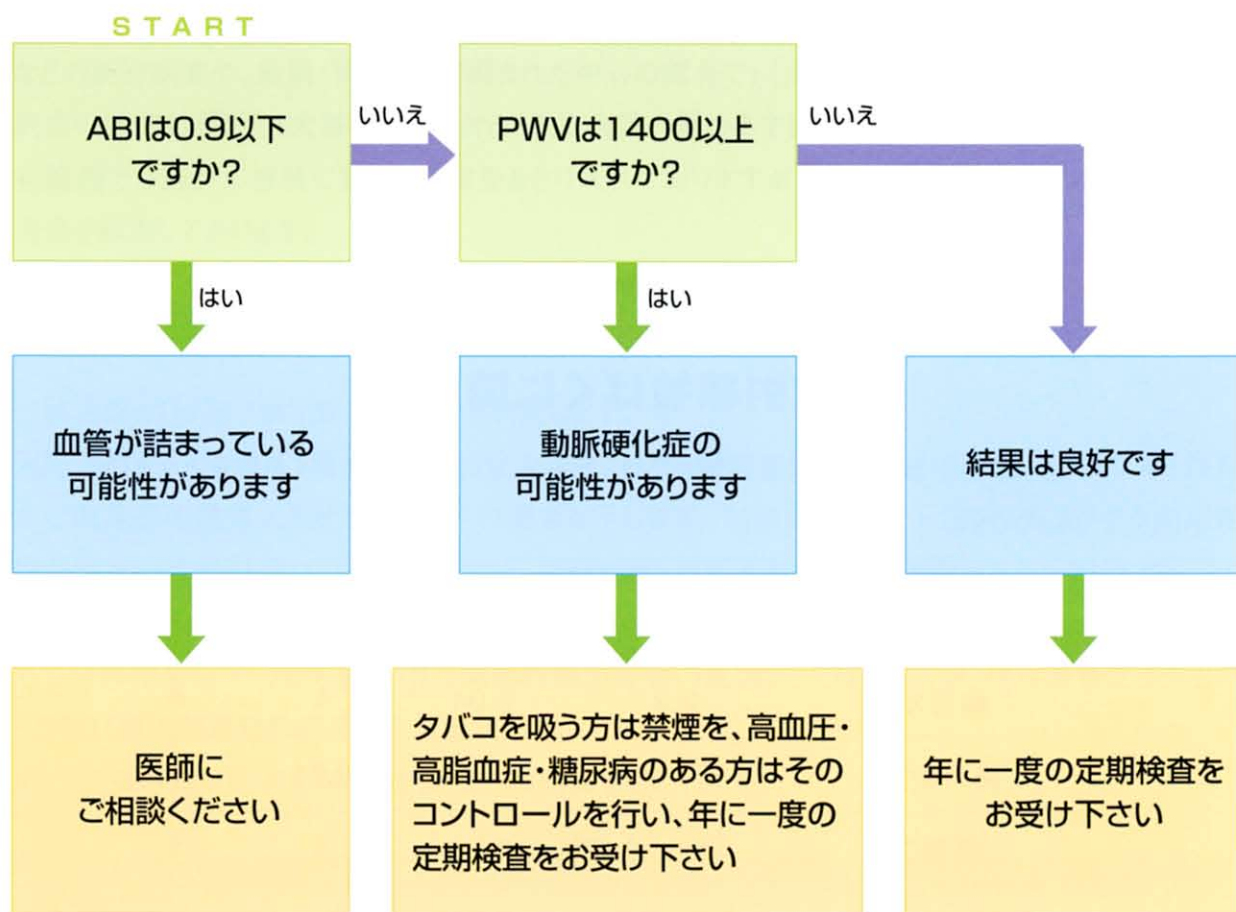 START
ABIは0.9以下
ですか?
いいえ
PWVは1400以上
ですか?
いいえ
はい
はい
血管が詰まっている
可能性があります
動脈硬化症の
可能性があります
結果は良好です
医師に
ご相談ください
タバコを吸う方は禁煙を、高血圧・
高脂血症・糖尿病のある方はその
コントロールを行い、年に一度の
定期検査をお受け下さい
年に一度の定期検査を
お受け下さい